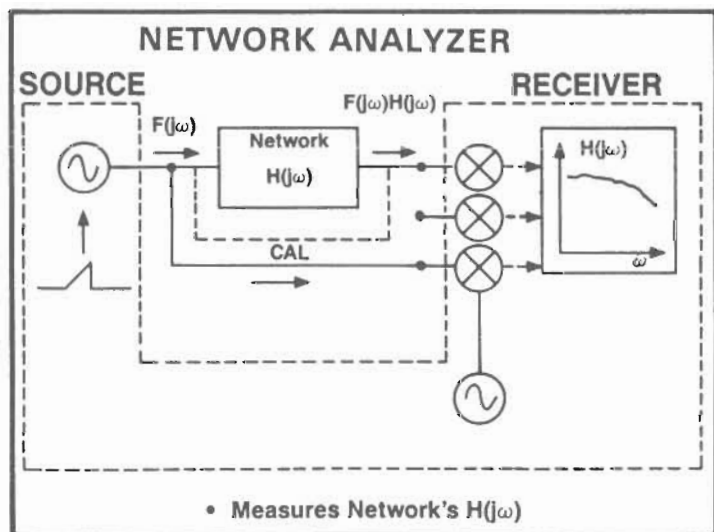 NETWORK ANALYZER
SOURCE
RECEIVER
F(jω)
F(jω)H(jω)
Network
H(jω)
H(jω)
CAL
ω
• Measures Network's H(jω)